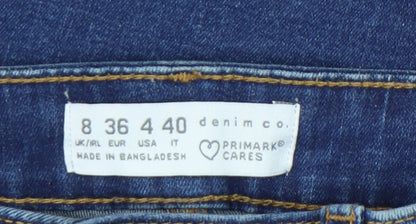 8 36 4 40 denim co.
UK/IRL EUR USA IT PRIMARK©
MADE IN BANGLADESH CARES